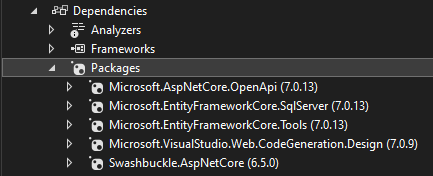 Dependencies
Analyzers
Frameworks
Packages
Microsoft.AspNetCore.OpenApi (7.0.13)
Microsoft.EntityFrameworkCore.SqlServer (7.0.13)
Microsoft.EntityFrameworkCore.Tools (7.0.13)
Microsoft.VisualStudio.Web.CodeGeneration.Design (7.0.9)
Swashbuckle.AspNetCore (6.5.0)